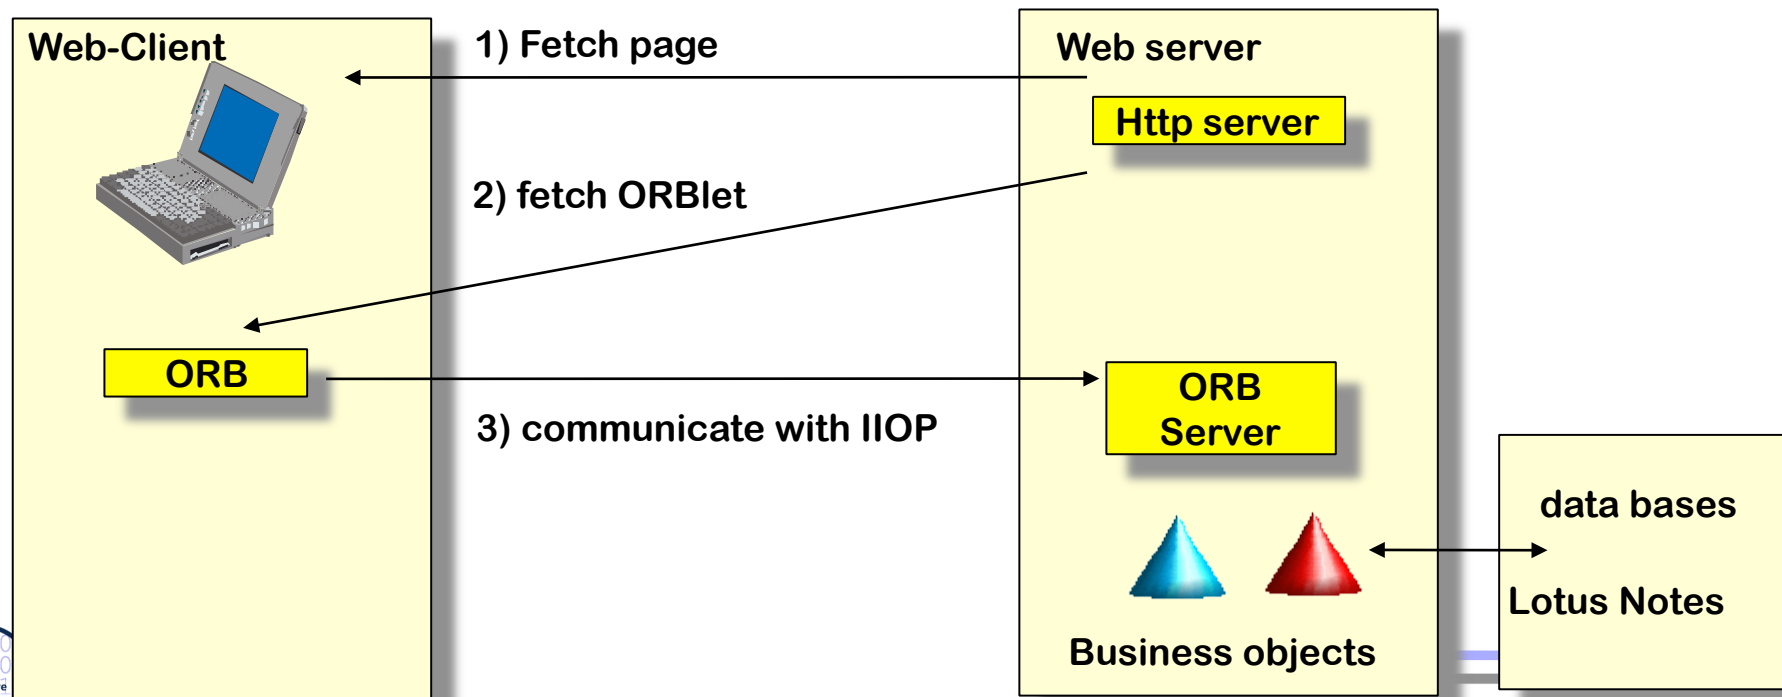 Web-Client
1) Fetch page
Web server
Http server
2) fetch ORBlet
ORB
ORB
Server
3) communicate with IIOP
data bases
Lotus Notes
Business objects